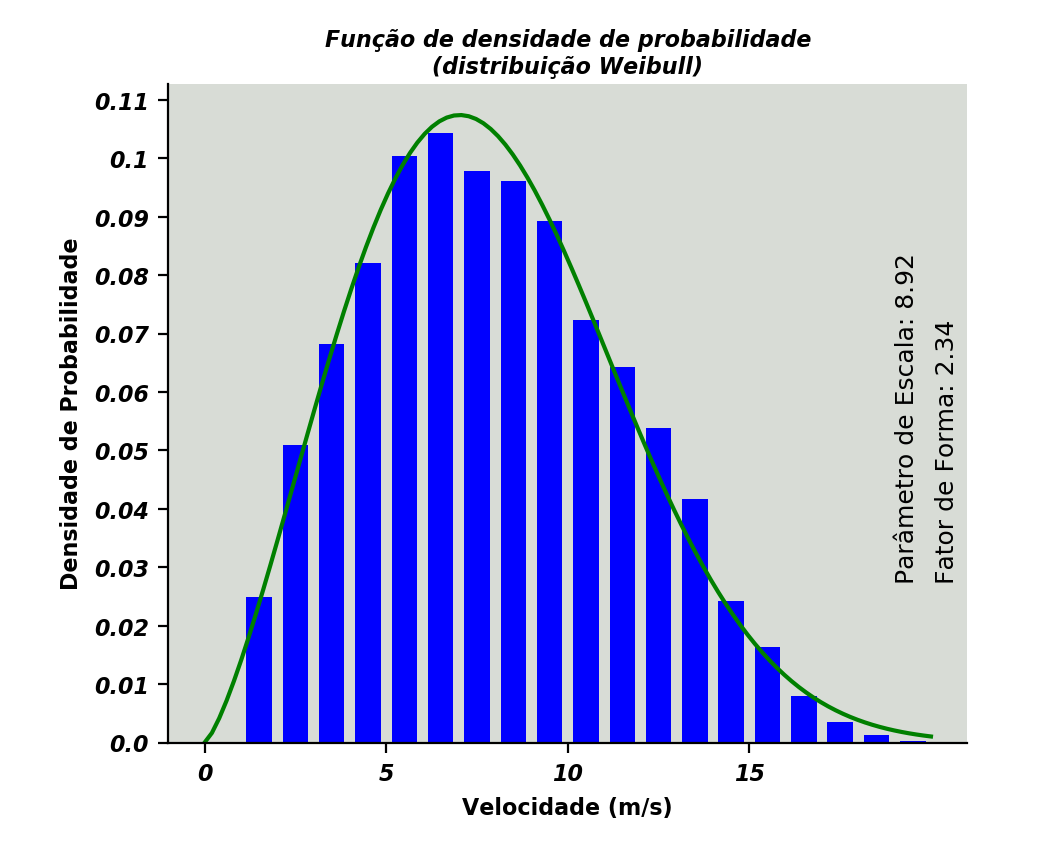 Função de densidade de probabilidade
(distribuição Weibull)
Densidade de Probabilidade
0.11
0.1
0.09
0.08
0.07
0.06
0.05
0.04
0.03
0.02
0.01
0.0
Parâmetro de Escala: 8.92
Fator de Forma: 2.34
0 5 10 15
Velocidade (m/s)